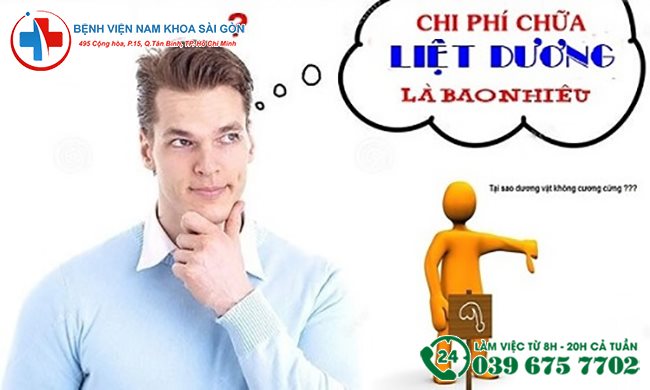 BỆNH VIỆN NAM KHOA SÀI GÒN
495 Cộng hòa, P.15, Q.Tân Bình, TP. Hồ Chí Minh
?
CHI PHÍ CHỮA
LIỆT DƯƠNG
LÀ BAO NHIÊU
Tại sao dương vật không cương cứng ???
24
LÀM VIỆC TỪ 8H - 20H CẢ TUẦN
039 675 7702